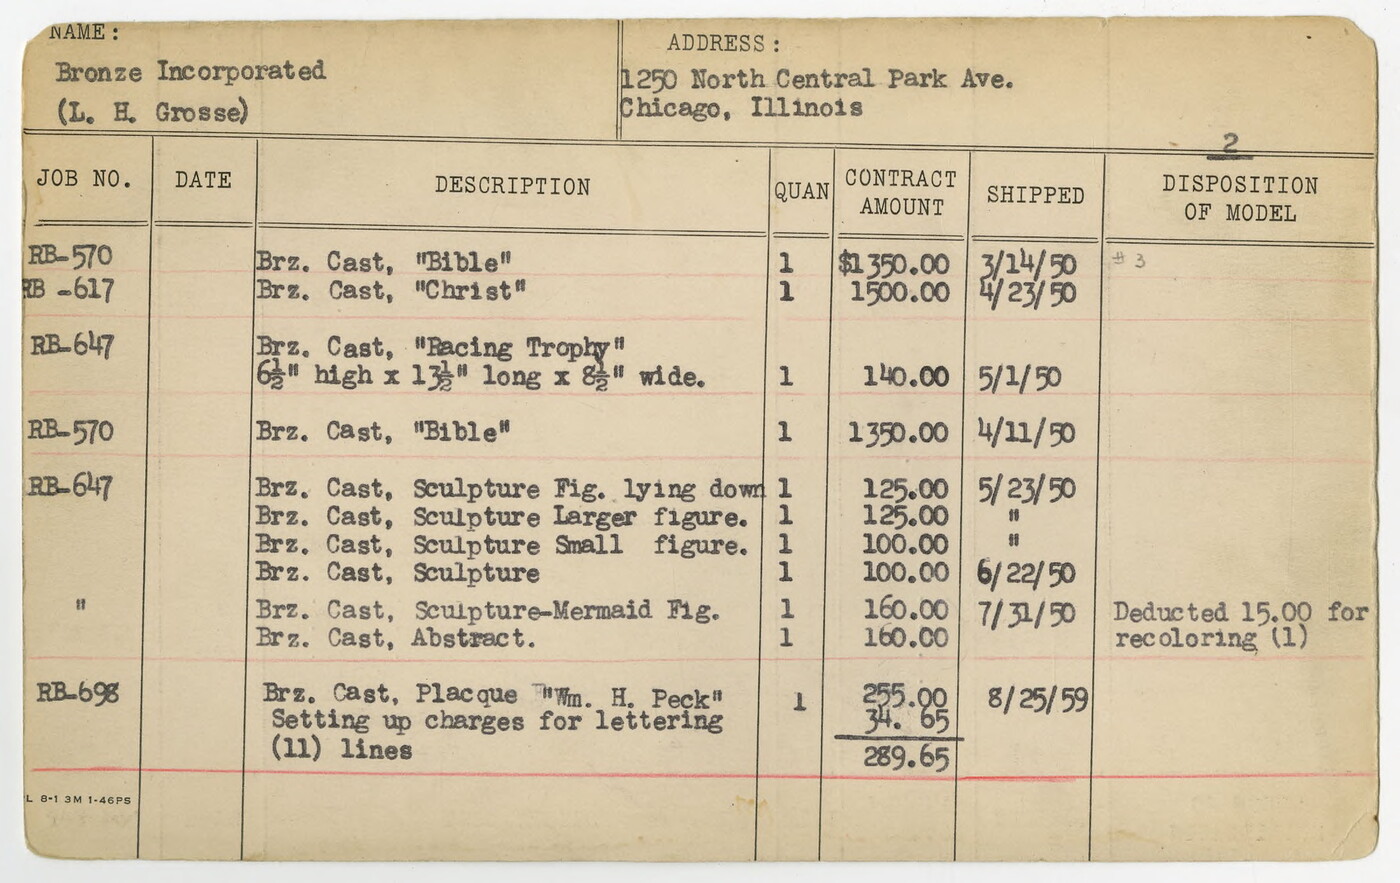 NAME:
Bronze Incorporated
(L. H. Grosse)
ADDRESS:
1250 North Central Park Ave.
Chicago, Illinois
2
JOB NO. DATE DESCRIPTION QUAN CONTRACT AMOUNT SHIPPED DISPOSITION OF MODEL
RB-570 Brz. Cast, "Bible" 1 $1350.00 3/14/50 #3
RB -617 Brz. Cast, "Christ" 1 1500.00 4/23/50
RB-647 Brz. Cast, "Racing Trophy"
6½" high x 13½" long x 8½" wide. 1 140.00 5/1/50
RB-570 Brz. Cast, "Bible" 1 1350.00 4/11/50
RB-647 Brz. Cast, Sculpture Fig. lying down 1 125.00 5/23/50
Brz. Cast, Sculpture Larger figure. 1 125.00 "
Brz. Cast, Sculpture Small figure. 1 100.00 "
Brz. Cast, Sculpture 1 100.00 6/22/50
" Brz. Cast, Sculpture-Mermaid Fig. 1 160.00 7/31/50 Deducted 15.00 for
Brz. Cast, Abstract. 1 160.00 recoloring (1)
RB-698 Brz. Cast, Placque "Wm. H. Peck" 1 255.00 8/25/59
Setting up charges for lettering 34. 65
(11) lines 289.65
L 8-1 3M 1-46PS